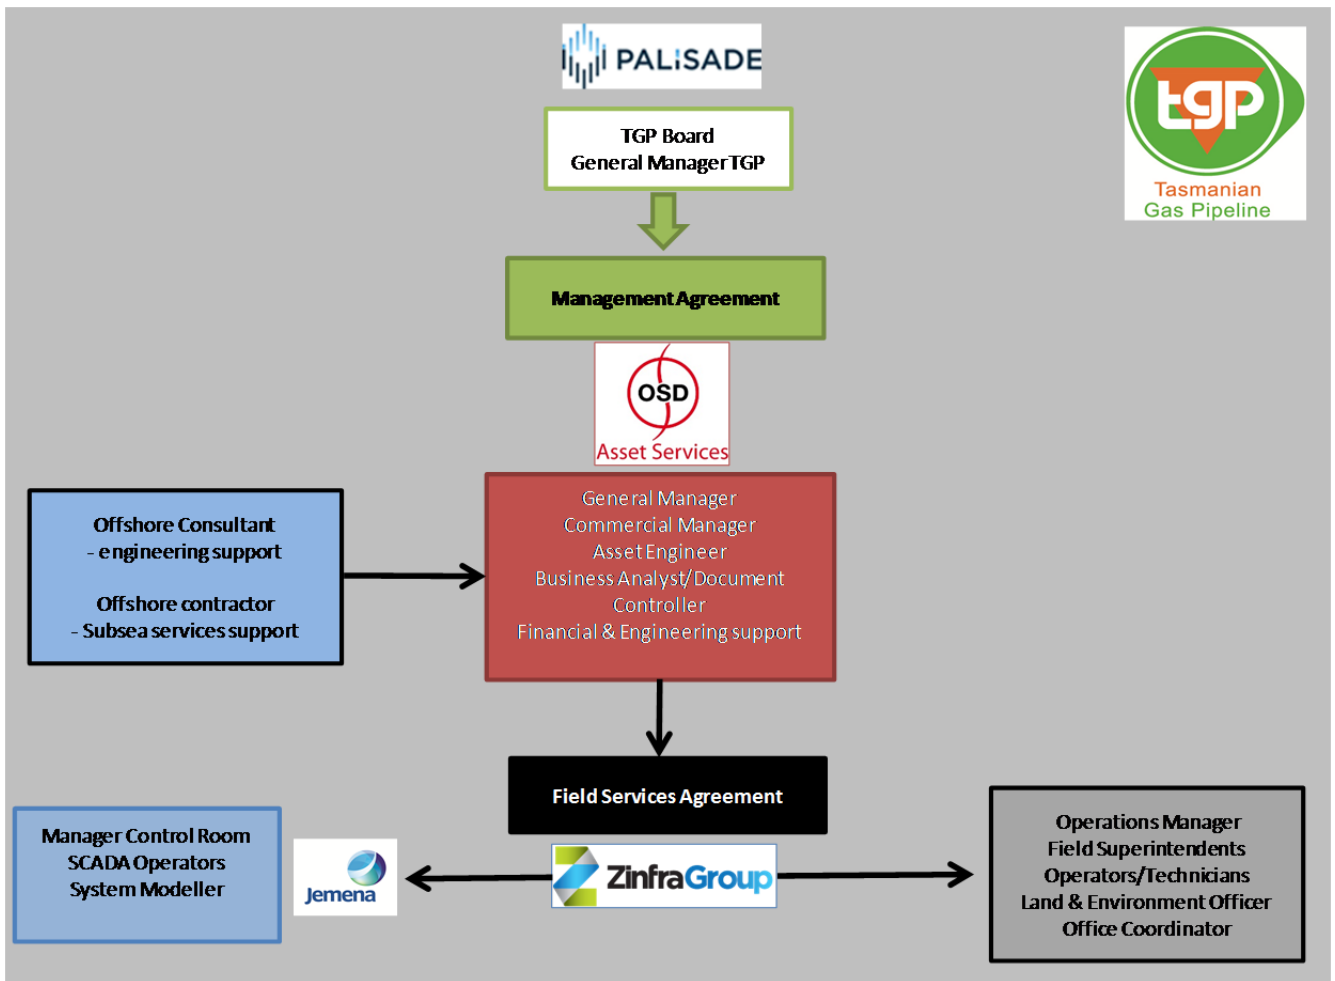 PALISADE
tgp
Tasmanian
Gas Pipeline
TGP Board
General Manager TGP
Management Agreement
OSD
Asset Services
General Manager
Commercial Manager
Asset Engineer
Business Analyst/Document
Controller
Financial & Engineering support
Offshore Consultant
- engineering support
Offshore contractor
- Subsea services support
Field Services Agreement
Manager Control Room
SCADA Operators
System Modeller
Jemena
ZinfraGroup
Operations Manager
Field Superintendents
Operators/Technicians
Land & Environment Officer
Office Coordinator